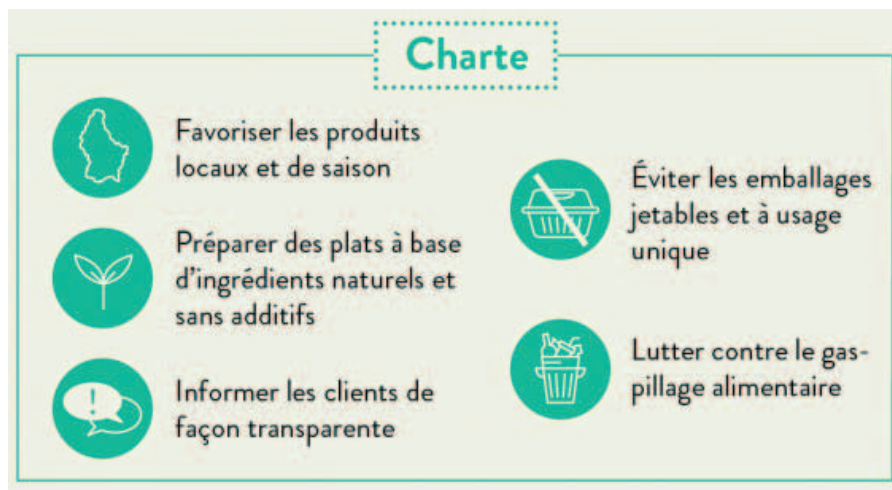 Charte
Favoriser les produits
locaux et de saison
Préparer des plats à base
d'ingrédients naturels et
sans additifs
Informer les clients de
façon transparente
Éviter les emballages
jetables et à usage
unique
Lutter contre le gas-
pillage alimentaire